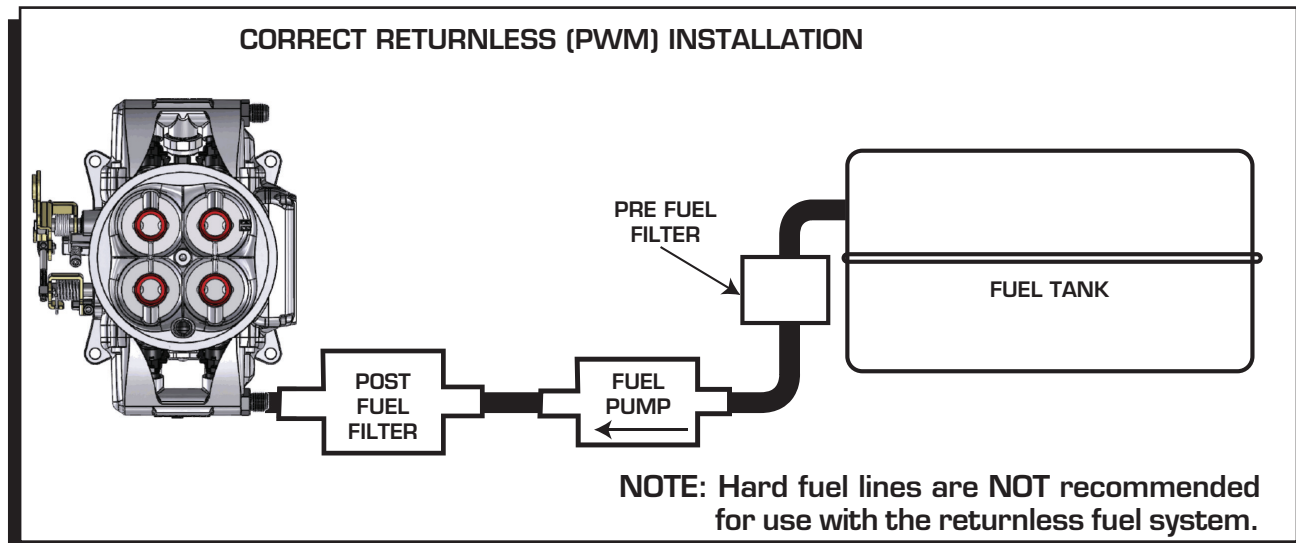 CORRECT RETURNLESS (PWM) INSTALLATION
PRE FUEL
FILTER
FUEL TANK
POST
FUEL
FILTER
FUEL
PUMP
NOTE: Hard fuel lines are NOT recommended
for use with the returnless fuel system.